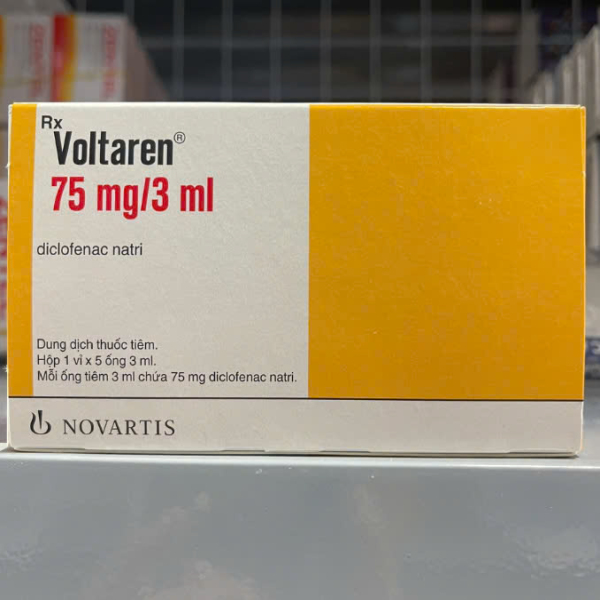 Rx
Voltaren®
75 mg/3 ml
diclofenac natri
Dung dịch thuốc tiêm.
Hộp 1 vỉ x 5 ống 3 ml.
Mỗi ống tiêm 3 ml chứa 75 mg diclofenac natri.
NOVARTIS